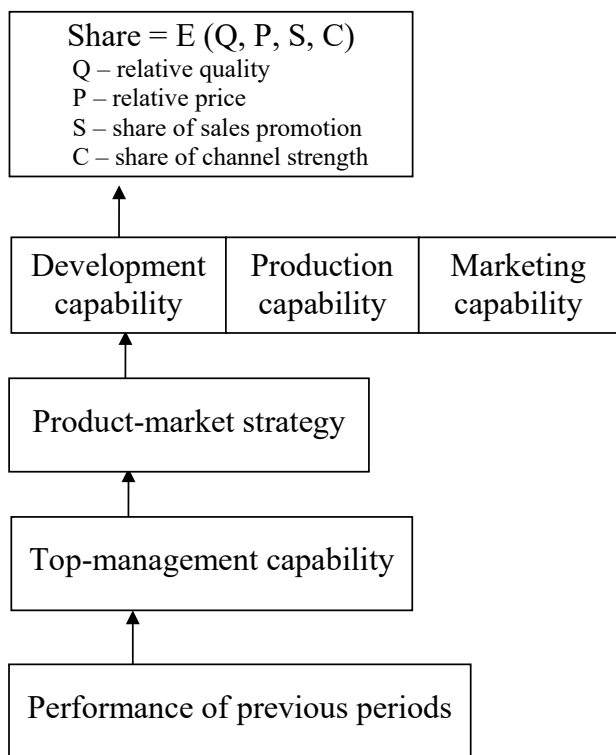 Share = E (Q, P, S, C)
Q – relative quality
P – relative price
S – share of sales promotion
C – share of channel strength
Development
capability
Production
capability
Marketing
capability
Product-market strategy
Top-management capability
Performance of previous periods